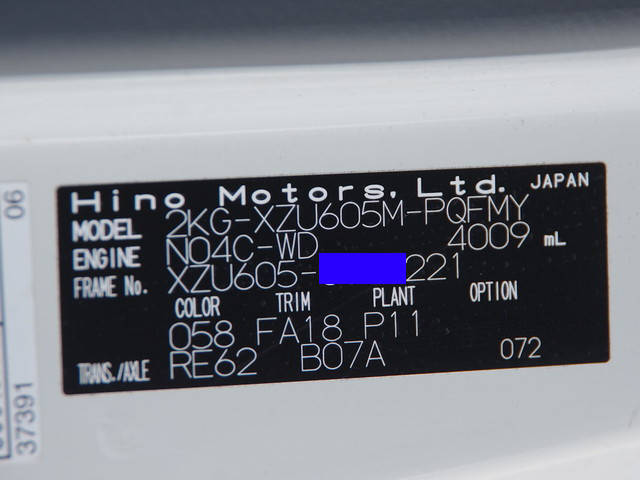 Hino Motors, Ltd. JAPAN
MODEL 2KG-XZU605M-PQFMY
ENGINE N04C-WD 4009 mL
FRAME No. XZU605- 221
COLOR TRIM PLANT OPTION
058 FA18 P11
TRANS./AXLE RE62 B07A 072
06
37391